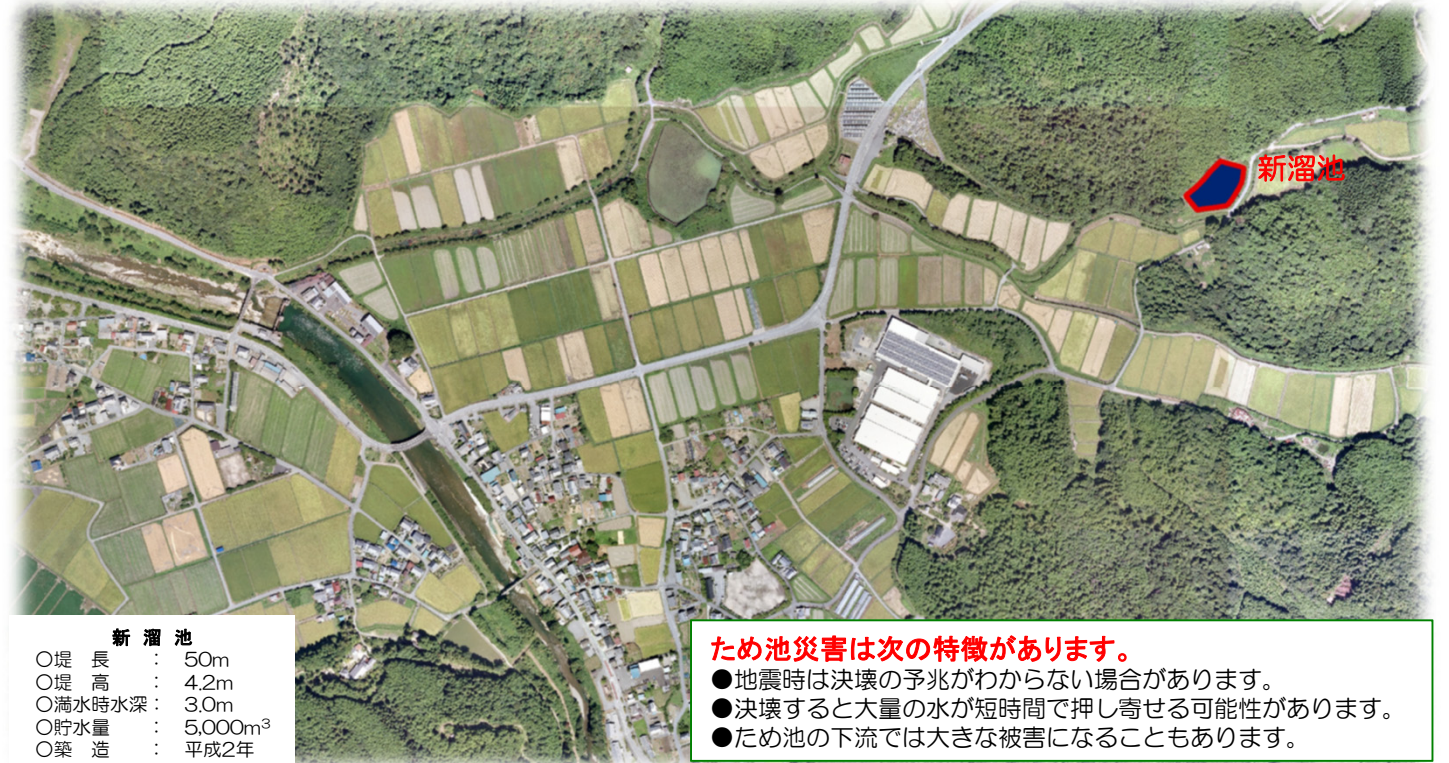 新溜池
新 溜 池
○堤 長 : 50m
○堤 高 : 4.2m
○満水時水深: 3.0m
○貯水量 : 5,000m³
○築 造 : 平成2年
ため池災害は次の特徴があります。
●地震時は決壊の予兆がわからない場合があります。
●決壊すると大量の水が短時間で押し寄せる可能性があります。
●ため池の下流では大きな被害になることもあります。